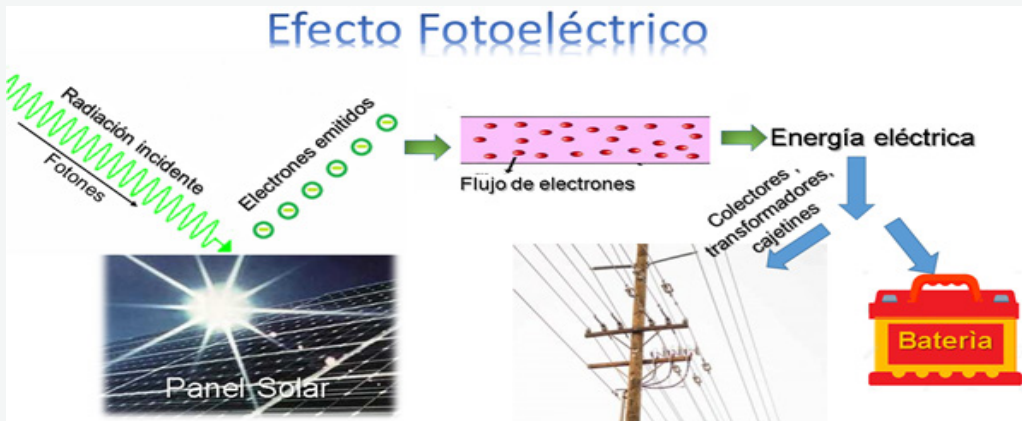 Efecto Fotoeléctrico
Radiación incidente
Fotones
Electrones emitidos
Flujo de electrones
Energía eléctrica
Colectores ,
transformadores,
cajetines
Panel Solar
Baterìa